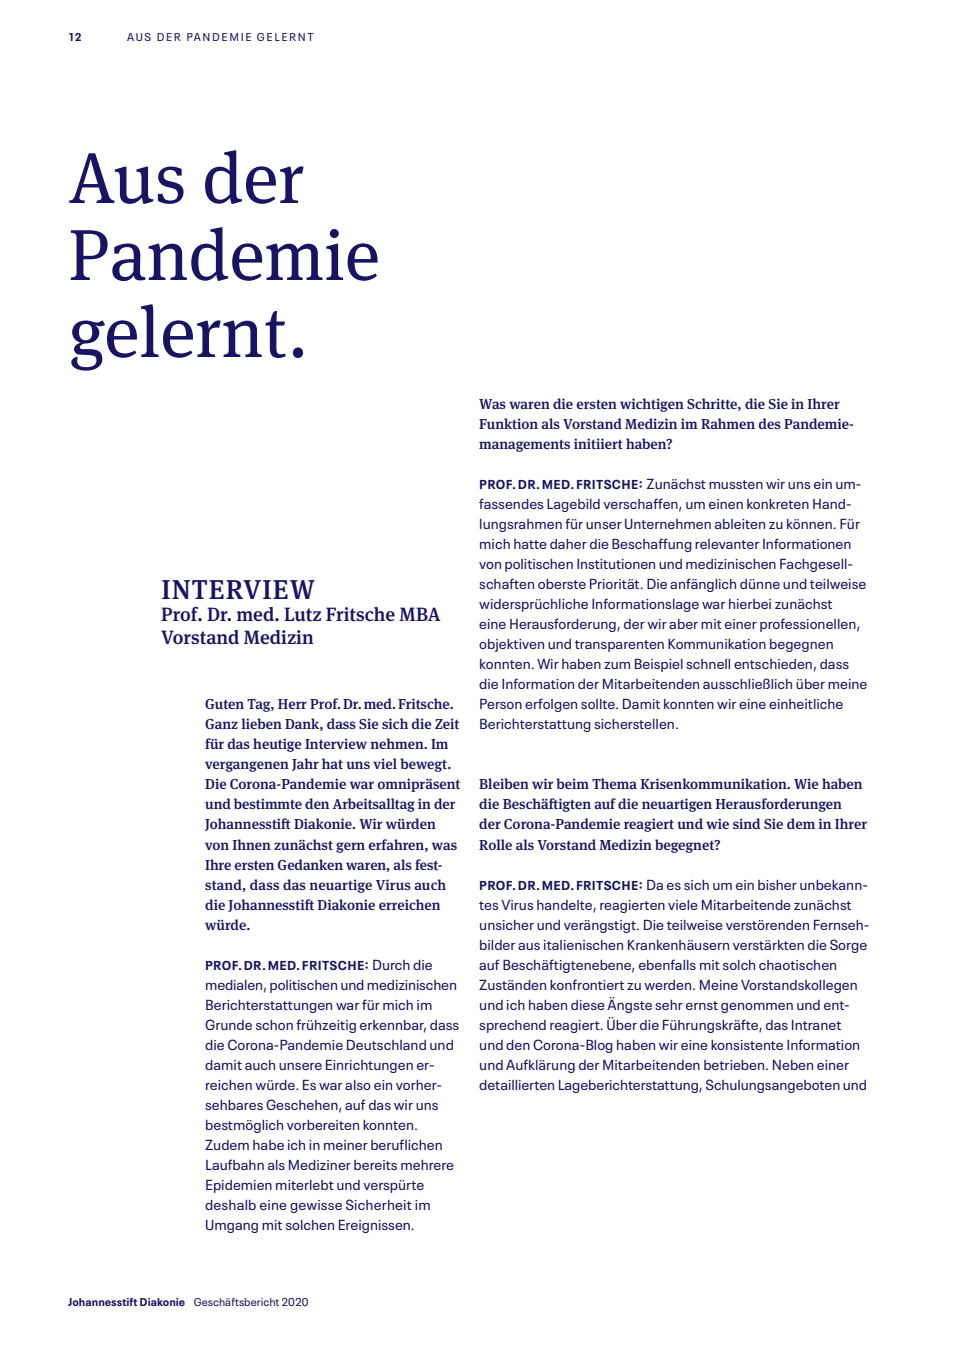 12 AUS DER PANDEMIE GELERNT
Aus der
Pandemie
gelernt.
INTERVIEW
Prof. Dr. med. Lutz Fritsche MBA
Vorstand Medizin
Guten Tag, Herr Prof. Dr. med. Fritsche.
Ganz lieben Dank, dass Sie sich die Zeit
für das heutige Interview nehmen. Im
vergangenen Jahr hat uns viel bewegt.
Die Corona-Pandemie war omnipräsent
und bestimmte den Arbeitsalltag in der
Johannesstift Diakonie. Wir würden
von Ihnen zunächst gern erfahren, was
Ihre ersten Gedanken waren, als fest-
stand, dass das neuartige Virus auch
die Johannesstift Diakonie erreichen
würde.
PROF. DR. MED. FRITSCHE: Durch die
medialen, politischen und medizinischen
Berichterstattungen war für mich im
Grunde schon frühzeitig erkennbar, dass
die Corona-Pandemie Deutschland und
damit auch unsere Einrichtungen er-
reichen würde. Es war also ein vorher-
sehbares Geschehen, auf das wir uns
bestmöglich vorbereiten konnten.
Zudem habe ich in meiner beruflichen
Laufbahn als Mediziner bereits mehrere
Epidemien miterlebt und verspürte
deshalb eine gewisse Sicherheit im
Umgang mit solchen Ereignissen.
Was waren die ersten wichtigen Schritte, die Sie in Ihrer
Funktion als Vorstand Medizin im Rahmen des Pandemie-
managements initiiert haben?
PROF. DR. MED. FRITSCHE: Zunächst mussten wir uns ein um-
fassendes Lagebild verschaffen, um einen konkreten Hand-
lungsrahmen für unser Unternehmen ableiten zu können. Für
mich hatte daher die Beschaffung relevanter Informationen
von politischen Institutionen und medizinischen Fachgesell-
schaften oberste Priorität. Die anfänglich dünne und teilweise
widersprüchliche Informationslage war hierbei zunächst
eine Herausforderung, der wir aber mit einer professionellen,
objektiven und transparenten Kommunikation begegnen
konnten. Wir haben zum Beispiel schnell entschieden, dass
die Information der Mitarbeitenden ausschließlich über meine
Person erfolgen sollte. Damit konnten wir eine einheitliche
Berichterstattung sicherstellen.
Bleiben wir beim Thema Krisenkommunikation. Wie haben
die Beschäftigten auf die neuartigen Herausforderungen
der Corona-Pandemie reagiert und wie sind Sie dem in Ihrer
Rolle als Vorstand Medizin begegnet?
PROF. DR. MED. FRITSCHE: Da es sich um ein bisher unbekann-
tes Virus handelte, reagierten viele Mitarbeitende zunächst
unsicher und verängstigt. Die teilweise verstörenden Fernseh-
bilder aus italienischen Krankenhäusern verstärkten die Sorge
auf Beschäftigtenebene, ebenfalls mit solch chaotischen
Zuständen konfrontiert zu werden. Meine Vorstandskollegen
und ich haben diese Ängste sehr ernst genommen und ent-
sprechend reagiert. Über die Führungskräfte, das Intranet
und den Corona-Blog haben wir eine konsistente Information
und Aufklärung der Mitarbeitenden betrieben. Neben einer
detaillierten Lageberichterstattung, Schulungsangeboten und
Johannesstift Diakonie Geschäftsbericht 2020